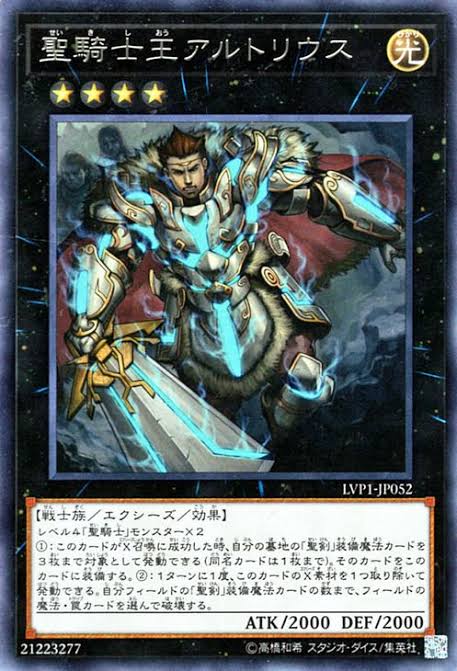 聖騎士王アルトリウス
光
LVP1-JP052
【戦士族/エクシーズ/効果】
レベル4「聖騎士」モンスター×2
①:このカードがX召喚に成功した時、自分の墓地の「聖剣」装備魔法カードを
3枚まで対象として発動できる(同名カードは1枚まで)。そのカードをこの
カードに装備する。②:1ターンに1度、このカードのX素材を1つ取り除いて
発動できる。自分フィールドの「聖剣」装備魔法カードの数まで、フィールドの
魔法・罠カードを選んで破壊する。
ATK/2000 DEF/2000
21223277
©高橋和希 スタジオ・ダイス/集英社